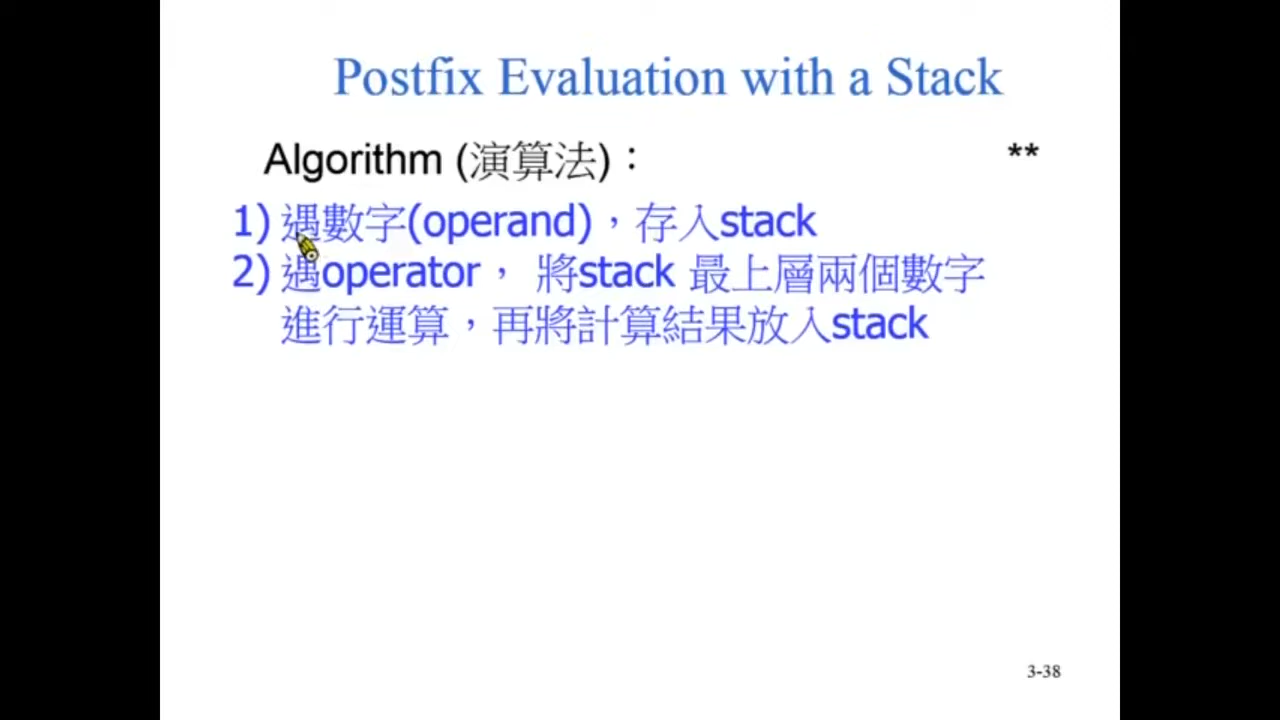 Postfix Evaluation with a Stack
Algorithm (演算法)：
**
1) 遇數字(operand)，存入stack
2) 遇operator， 將stack 最上層兩個數字
進行運算，再將計算結果放入stack
3-38